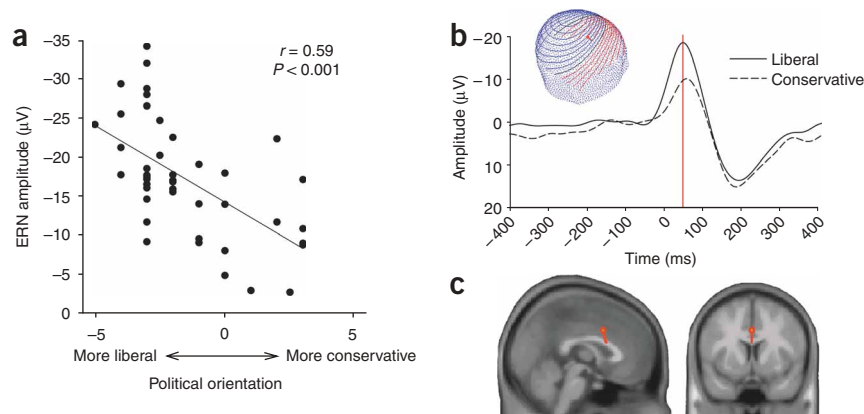 a
r = 0.59
P < 0.001
ERN amplitude (μV)
−35
−30
−25
−20
−15
−10
−5
0
−5 0 5
More liberal More conservative
Political orientation
b
Liberal
Conservative
Amplitude (μV)
−20
−10
0
10
20
−400 −300 −200 −100 0 100 200 300 400
Time (ms)
c